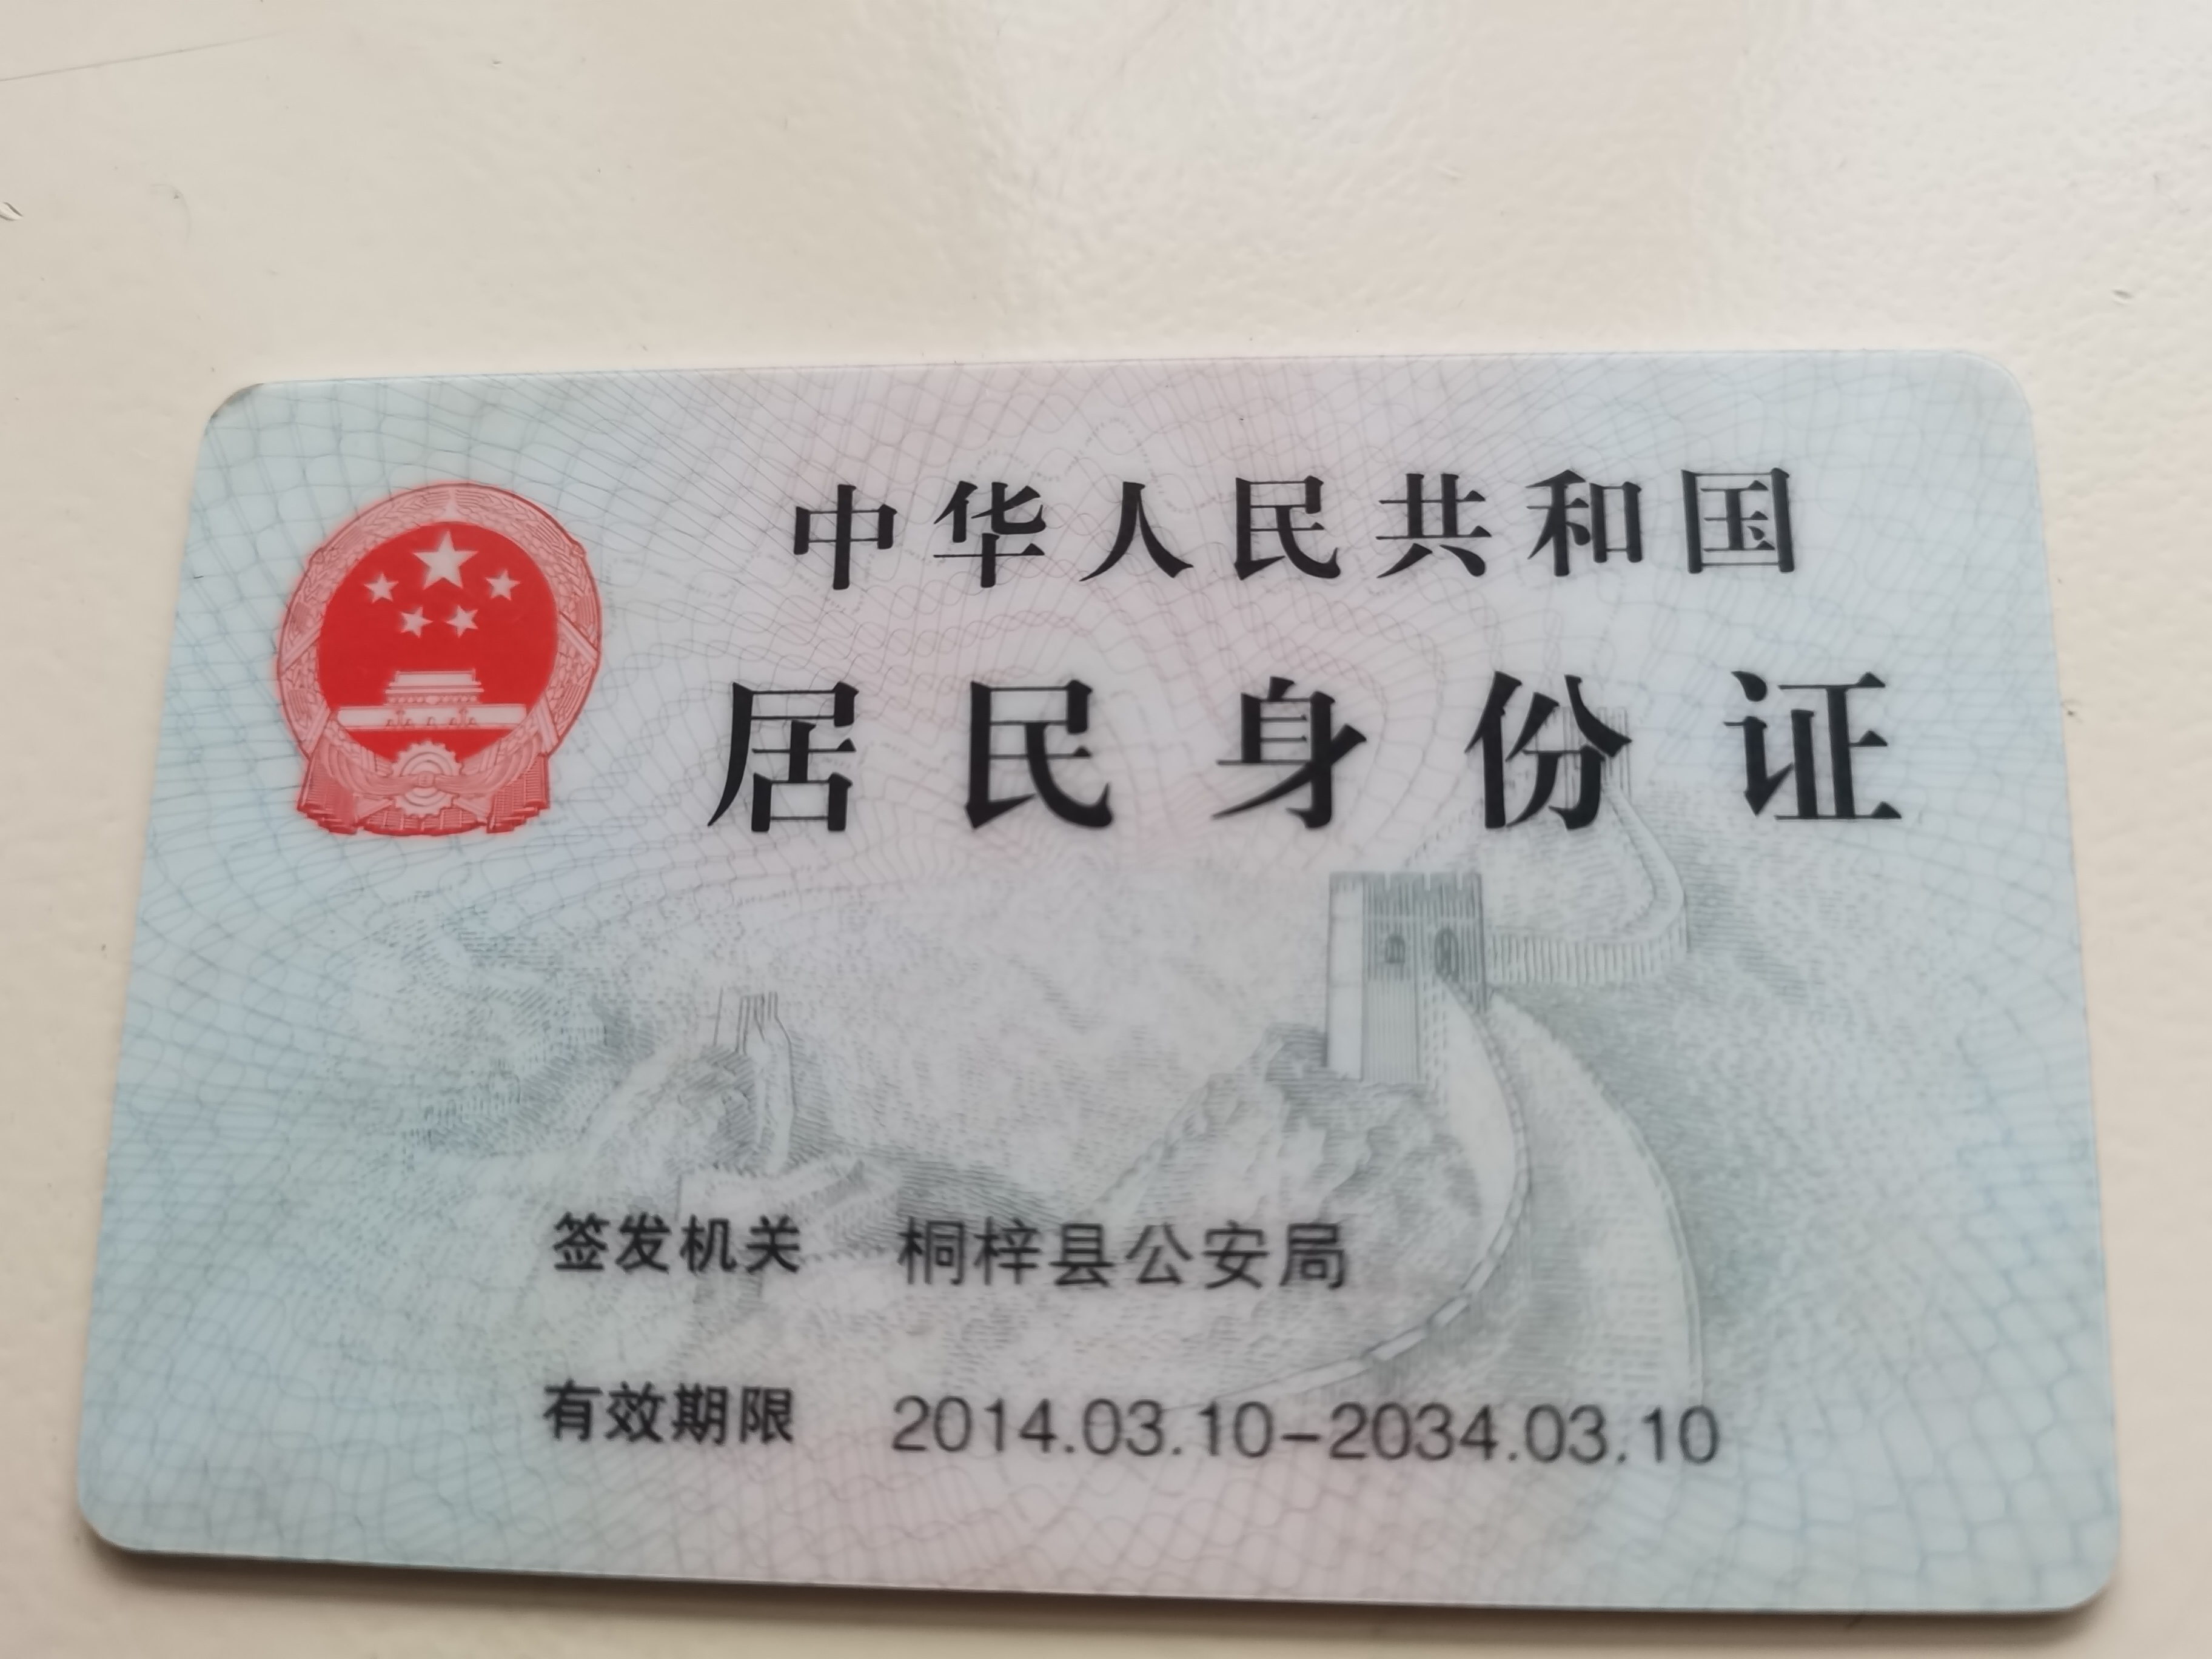 中华人民共和国
居民身份证
签发机关 桐梓县公安局
有效期限 2014.03.10-2034.03.10